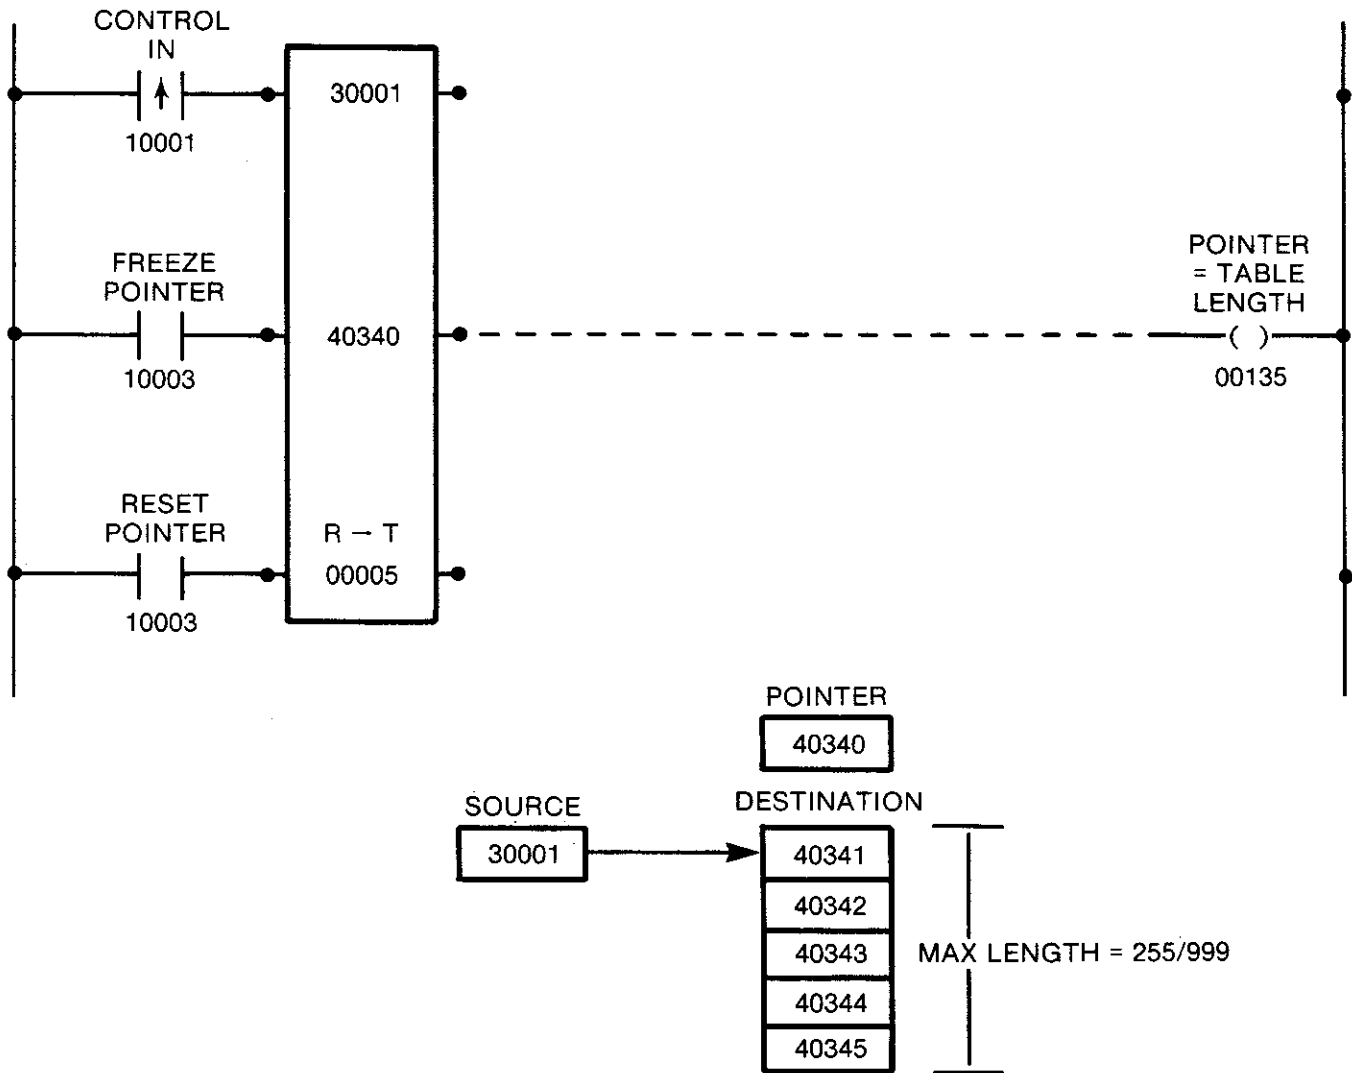 CONTROL
IN
10001
30001
FREEZE
POINTER
10003
40340
POINTER
= TABLE
LENGTH
( )
00135
RESET
POINTER
10003
R → T
00005
POINTER
40340
SOURCE
30001
DESTINATION
40341
40342
40343
40344
40345
MAX LENGTH = 255/999